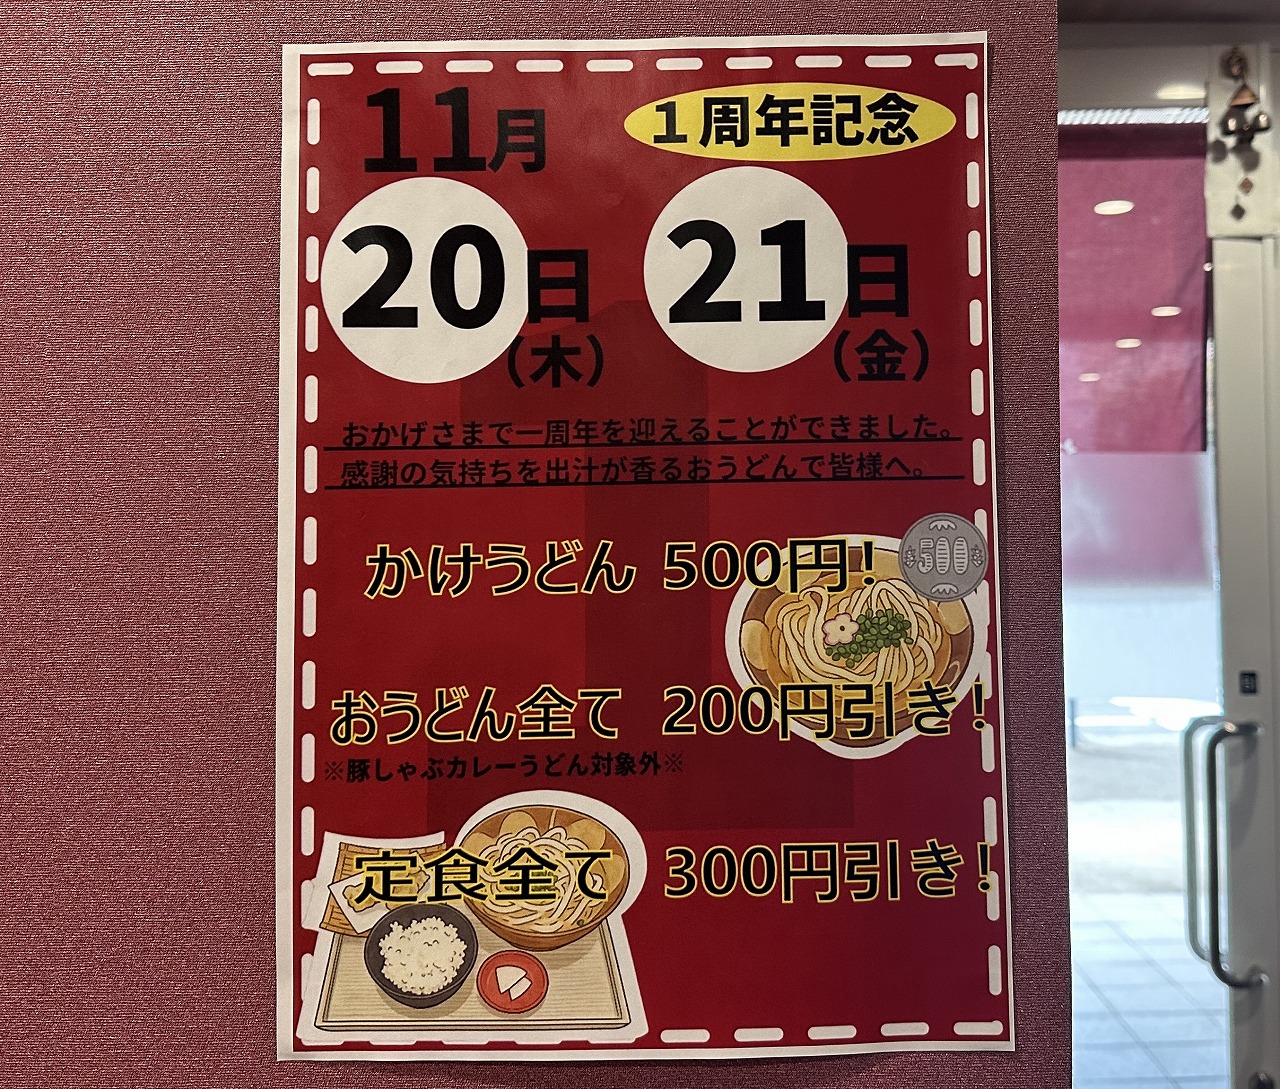 11月
1周年記念
20日
(木)
21日
(金)
おかげさまで一周年を迎えることができました。
感謝の気持ちを出汁が香るおうどんで皆様へ。
かけうどん 500円!
500
おうどん全て 200円引き!
※豚しゃぶカレーうどん対象外※
定食全て 300円引き!